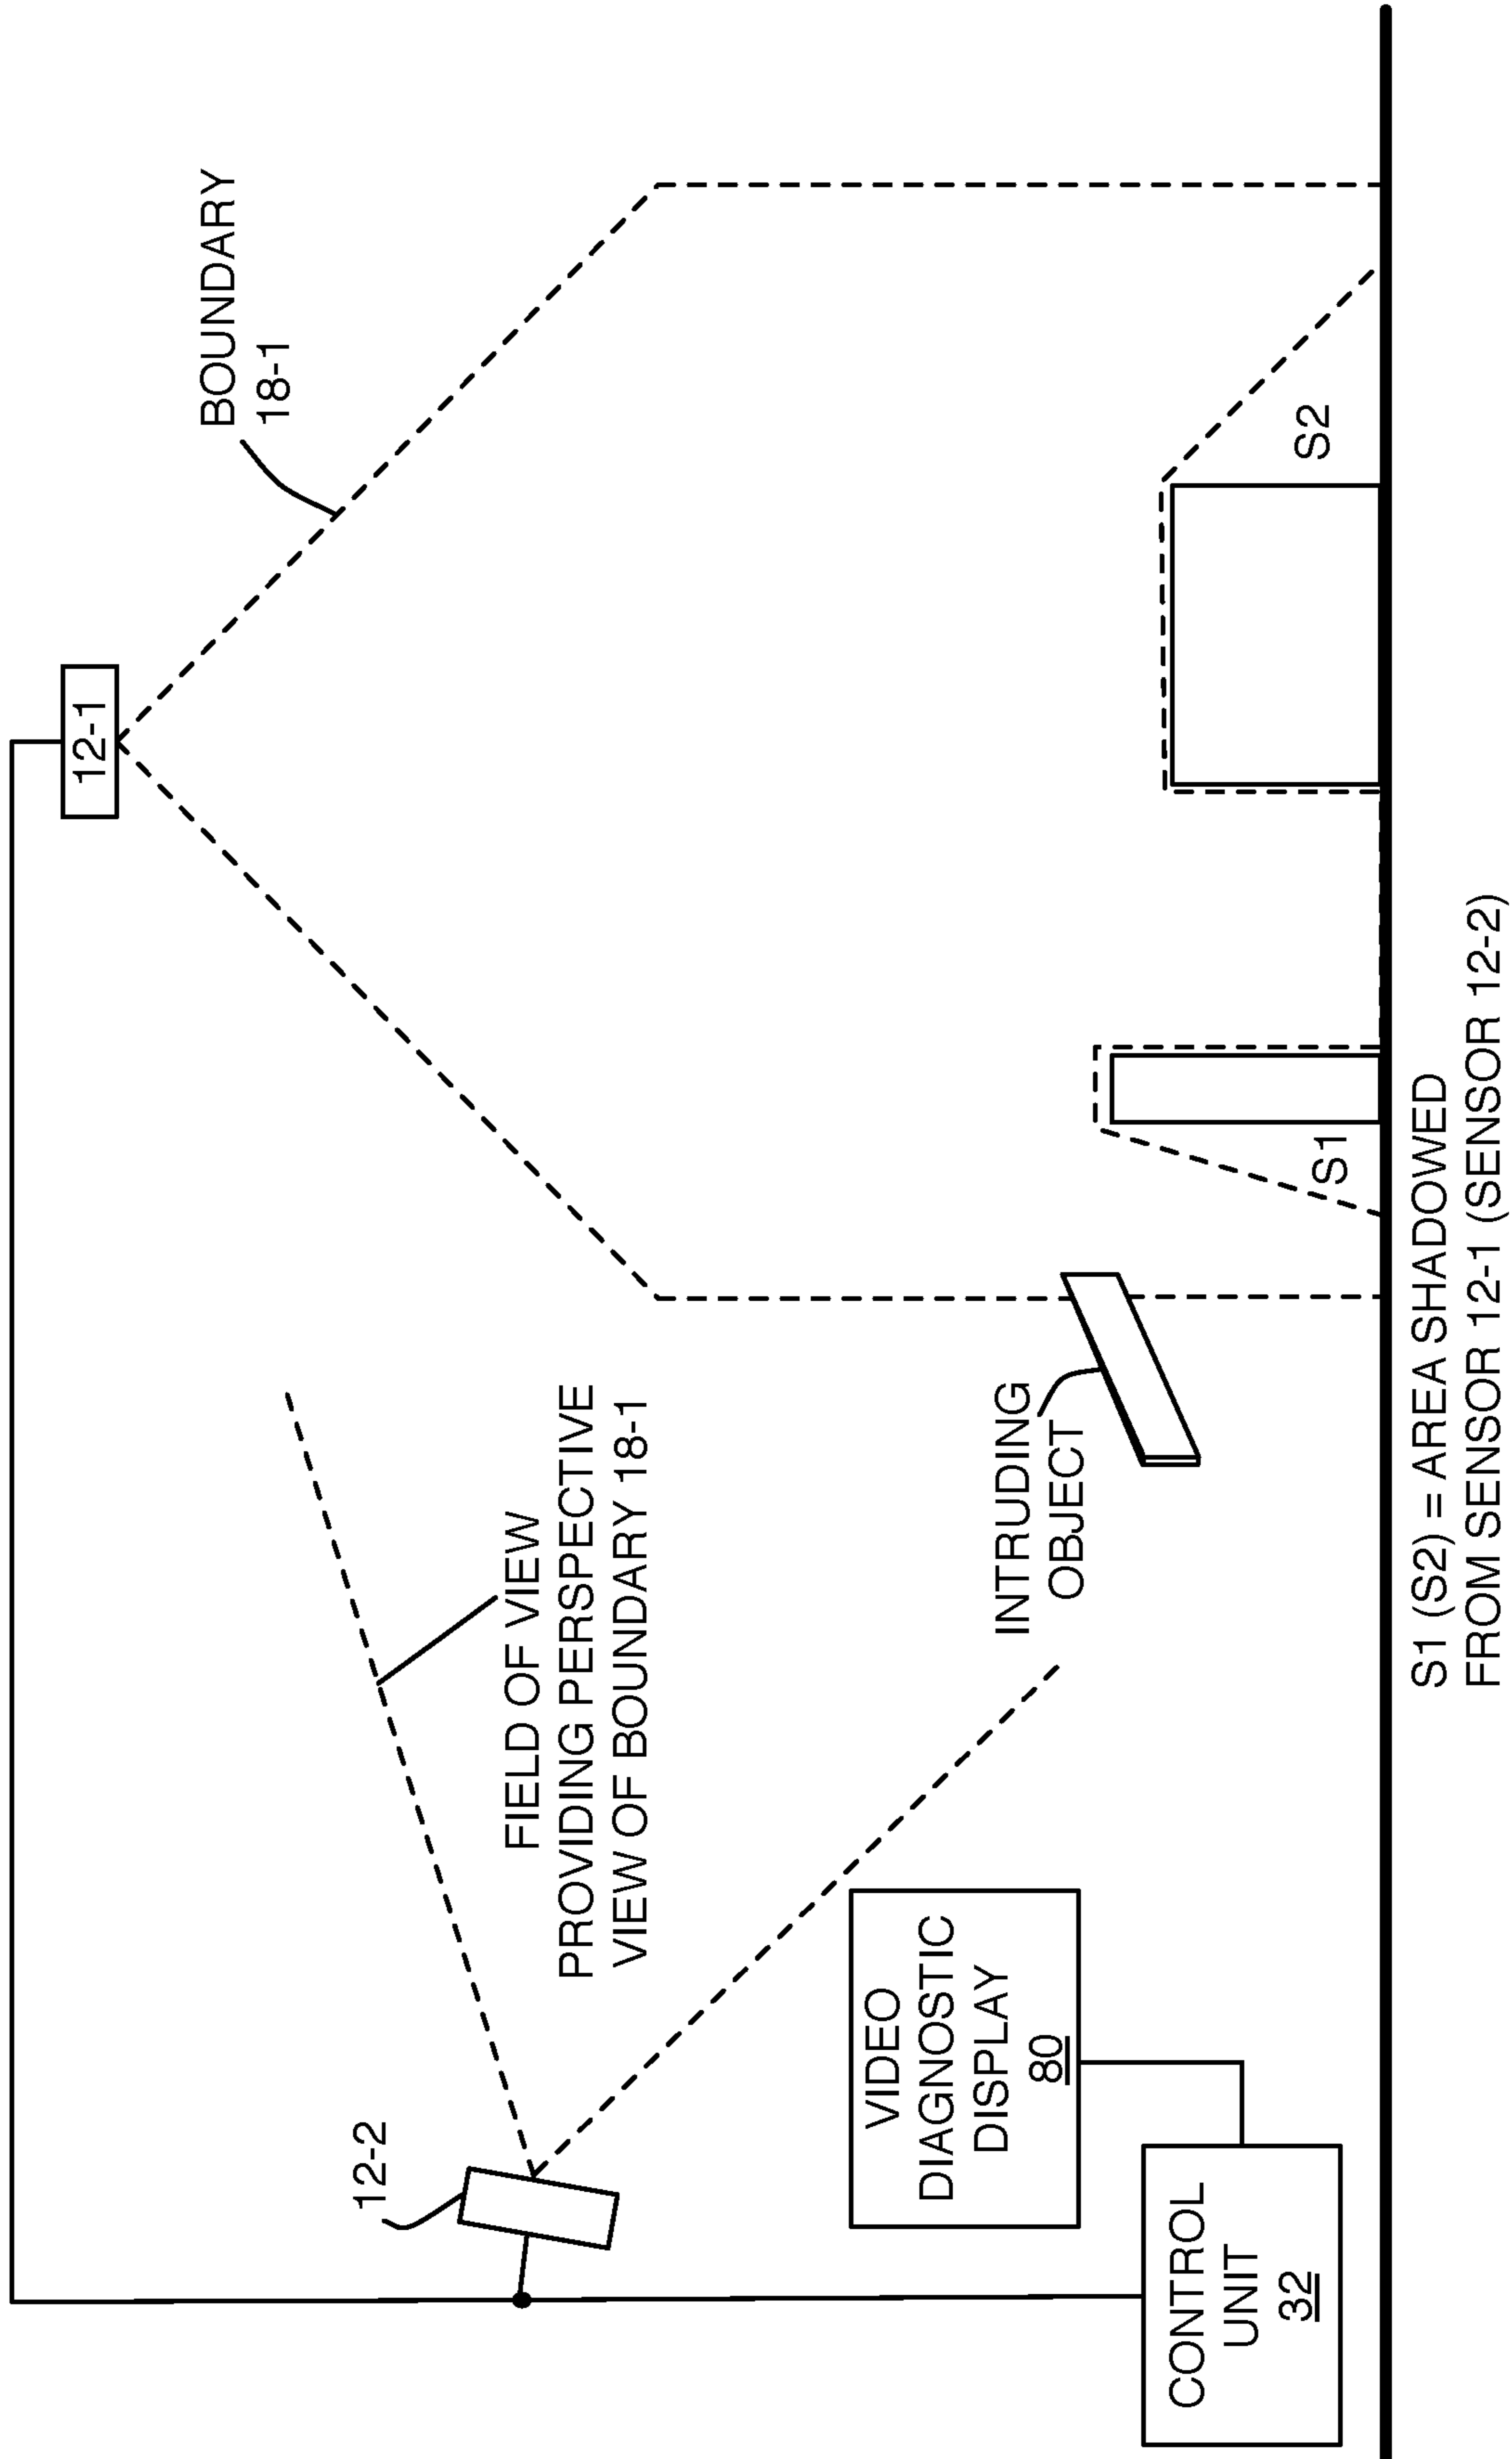 12-1
BOUNDARY
18-1
12-2
FIELD OF VIEW
PROVIDING PERSPECTIVE
VIEW OF BOUNDARY 18-1
VIDEO
DIAGNOSTIC
DISPLAY
80
INTRUDING
OBJECT
S1
S2
CONTROL
UNIT
32
S1 (S2) = AREA SHADOWED
FROM SENSOR 12-1 (SENSOR 12-2)